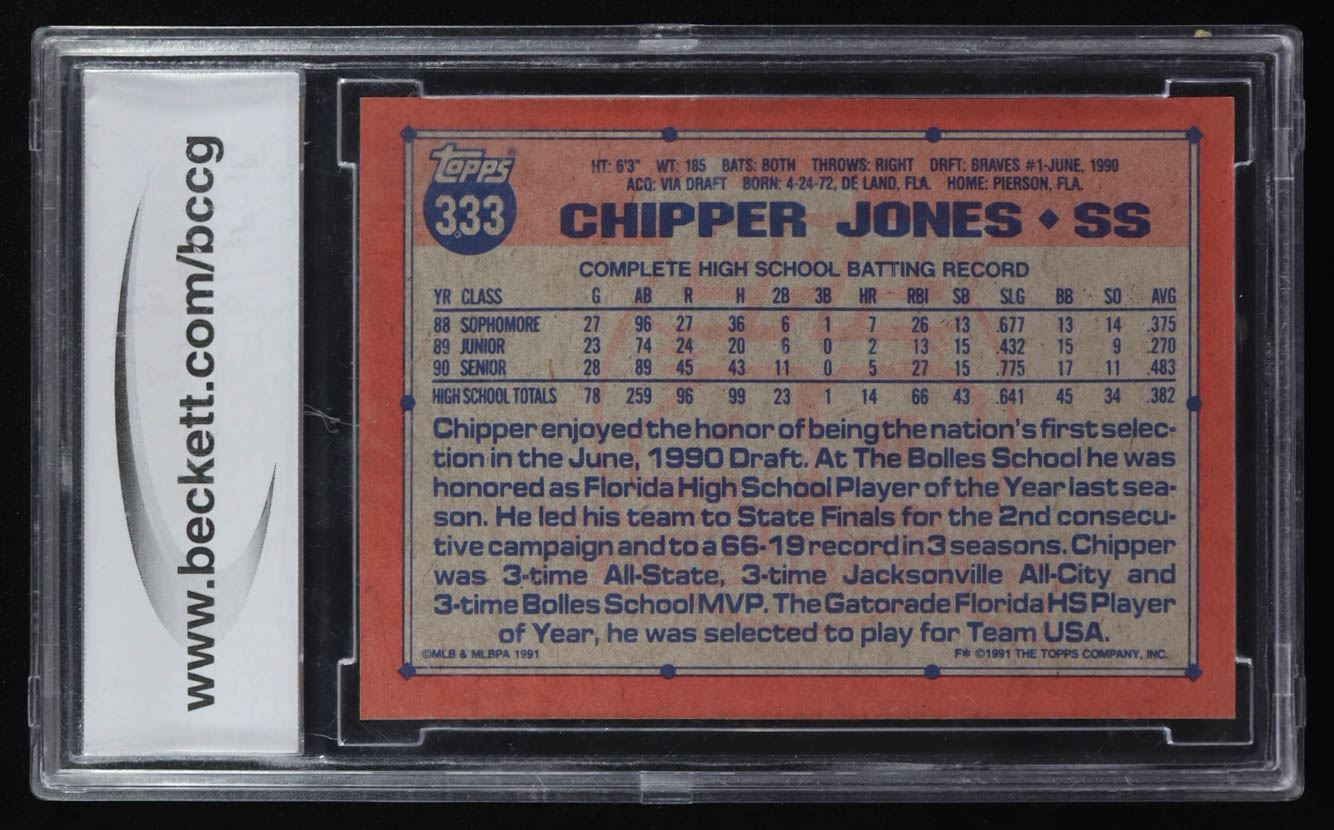 www.beckett.com/bccg
Topps
333
HT: 6'3" WT: 185 BATS: BOTH THROWS: RIGHT DRFT: BRAVES #1-JUNE, 1990
ACQ: VIA DRAFT BORN: 4-24-72, DE LAND, FLA. HOME: PIERSON, FLA.
CHIPPER JONES ◆ SS
COMPLETE HIGH SCHOOL BATTING RECORD
YR CLASS G AB R H 2B 3B HR RBI SB SLG BB SO AVG
88 SOPHOMORE 27 96 27 36 6 1 7 26 13 .677 13 14 .375
89 JUNIOR 23 74 24 20 6 0 2 13 15 .432 15 9 .270
90 SENIOR 28 89 45 43 11 0 5 27 15 .775 17 11 .483
HIGH SCHOOL TOTALS 78 259 96 99 23 1 14 66 43 .641 45 34 .382
Chipper enjoyed the honor of being the nation's first selec-
tion in the June, 1990 Draft. At The Bolles School he was
honored as Florida High School Player of the Year last sea-
son. He led his team to State Finals for the 2nd consecu-
tive campaign and to a 66-19 record in 3 seasons. Chipper
was 3-time All-State, 3-time Jacksonville All-City and
3-time Bolles School MVP. The Gatorade Florida HS Player
of Year, he was selected to play for Team USA.
©MLB & MLBPA 1991
F* ©1991 THE TOPPS COMPANY, INC.